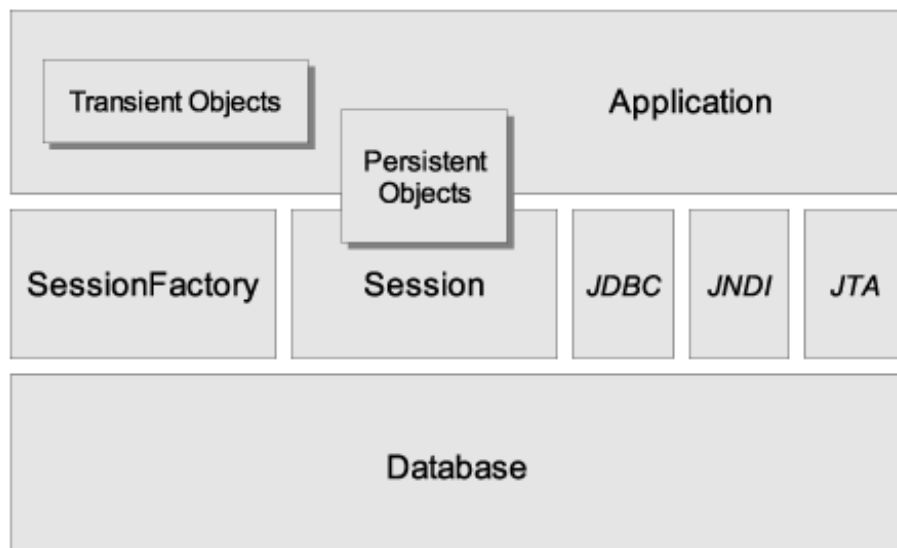 Transient Objects
Application
Persistent
Objects
SessionFactory
Session
JDBC
JNDI
JTA
Database